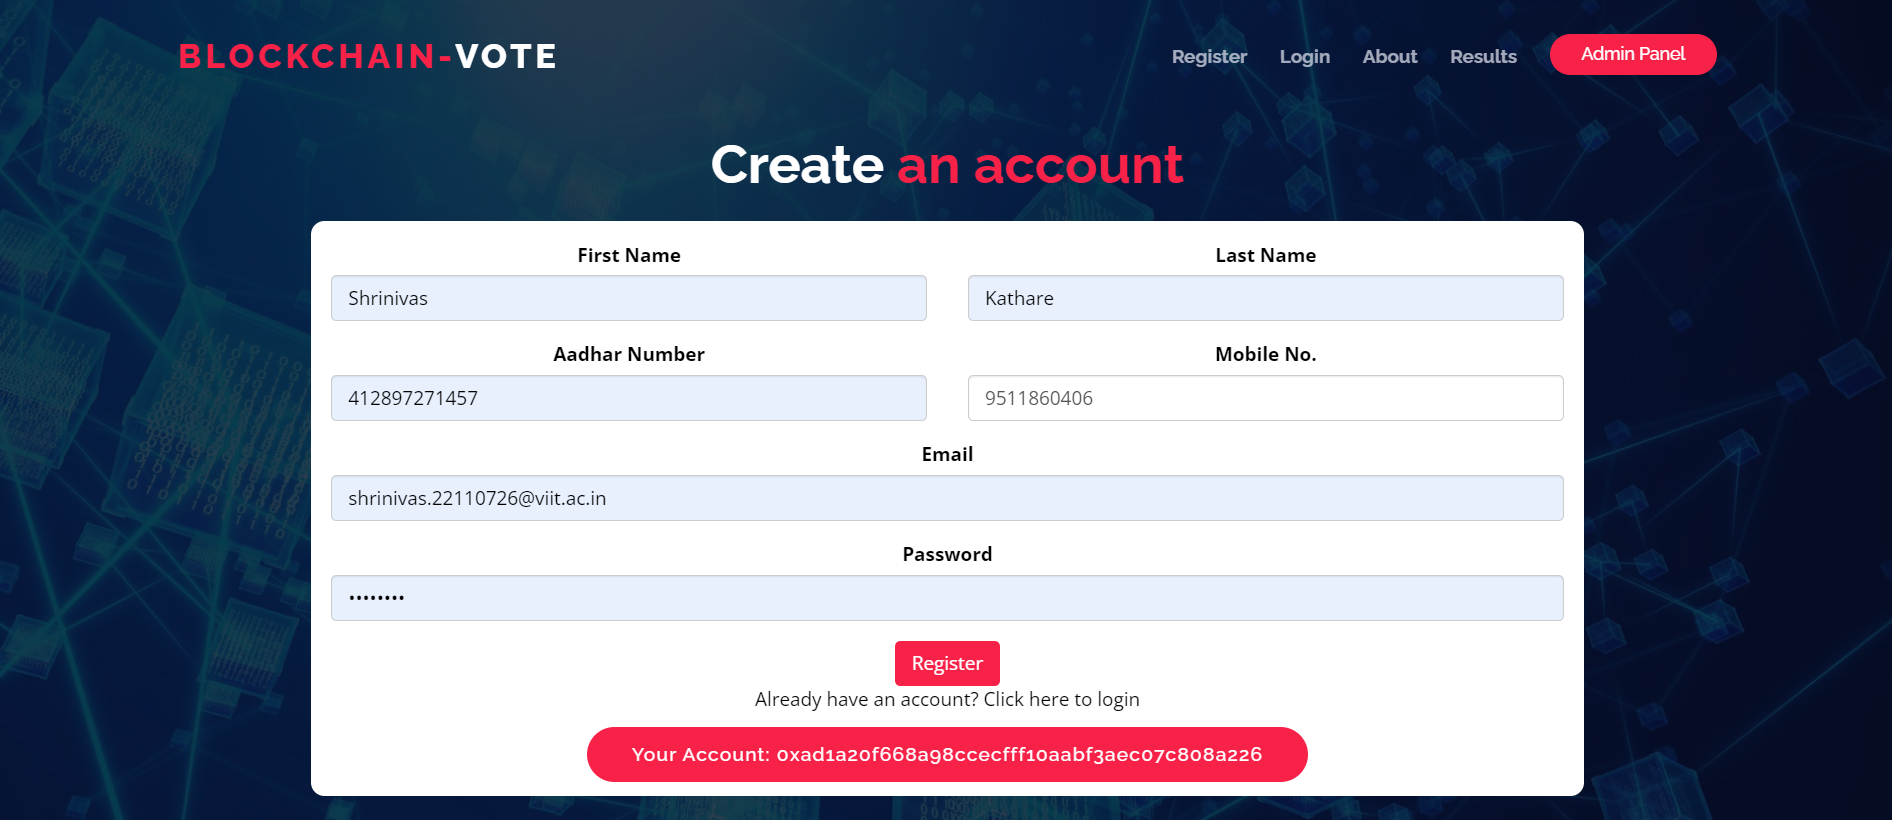 BLOCKCHAIN-VOTE
Register Login About Results Admin Panel
Create an account
First Name Last Name
Shrinivas Kathare
Aadhar Number Mobile No.
412897271457 9511860406
Email
shrinivas.22110726@viit.ac.in
Password
••••••••
Register
Already have an account? Click here to login
Your Account: 0xad1a20f668a98ccecfff10aabf3aec07c808a226